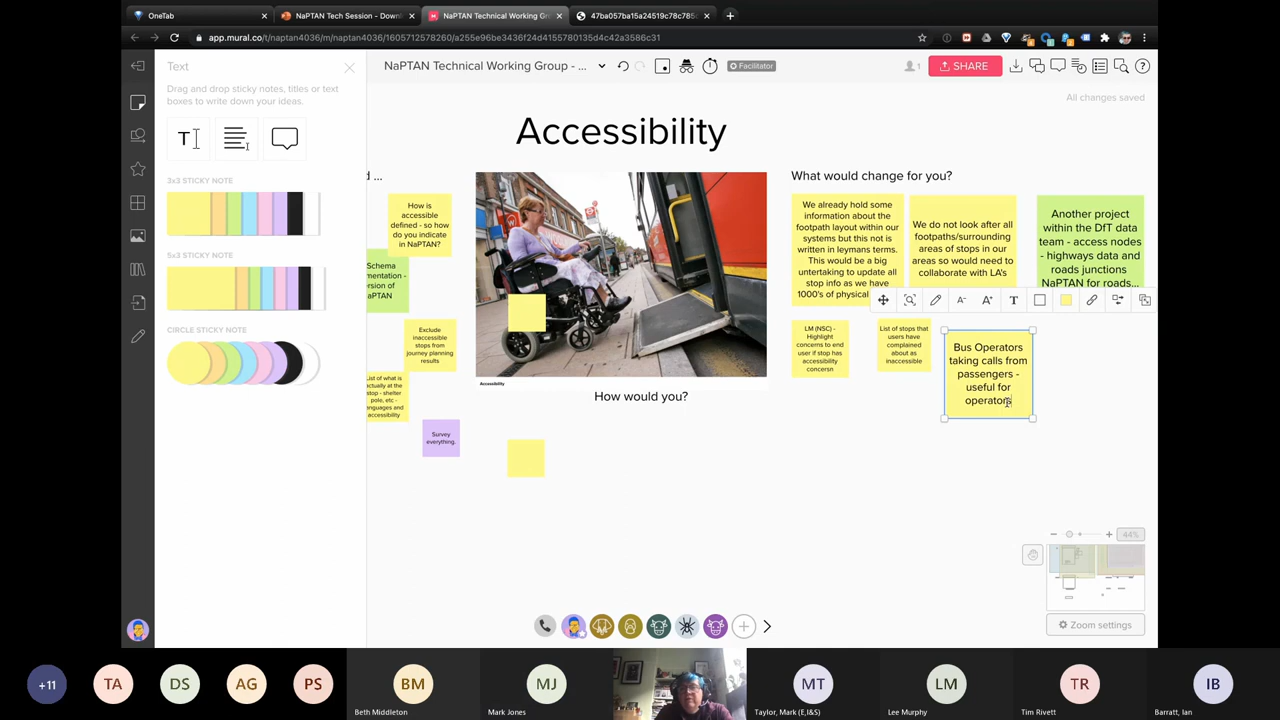 OneTab
NaPTAN Tech Session - Downl
NaPTAN Technical Working Gro
47ba057ba15a24519c78c785
app.mural.co/t/naptan4036/m/naptan4036/1605712578260/a255e96be3436f24d4155780135d4c42a3586c31
Text
NaPTAN Technical Working Group - ...
Facilitator
1
SHARE
Drag and drop sticky notes, titles or text
boxes to write down your ideas.
All changes saved
T
3x3 STICKY NOTE
5x3 STICKY NOTE
CIRCLE STICKY NOTE
Accessibility
d ...
How is
accessible
defined - so how
do you indicate
in NaPTAN?
Schema
mentation -
ersion of
aPTAN
Exclude
inaccessible
stops from
journey planning
results
List of what is
actually at the
stop - shelter
pole, etc -
enguages and
accessibility
Survey
everything.
Accessibility
How would you?
What would change for you?
We already hold some
information about the
footpath layout within our
systems but this is not
written in leymans terms.
This would be a big
undertaking to update all
stop info as we have
1000's of physical
We do not look after all
footpaths/surrounding
areas of stops in our
areas so would need to
collaborate with LA's
Another project
within the DfT data
team - access nodes
- highways data and
roads junctions
NaPTAN for roads...
A-
A+
T
LM (NSC) -
Highlight
concerns to end
user if stop has
accessibility
concersn
List of stops that
users have
complained
about as
inaccessible
Bus Operators
taking calls from
passengers -
useful for
operators
44%
Zoom settings
+11
TA
DS
AG
PS
BM
Beth Middleton
MJ
Mark Jones
MT
Taylor, Mark (E,I&S)
LM
Lee Murphy
TR
Tim Rivett
IB
Barratt, Ian